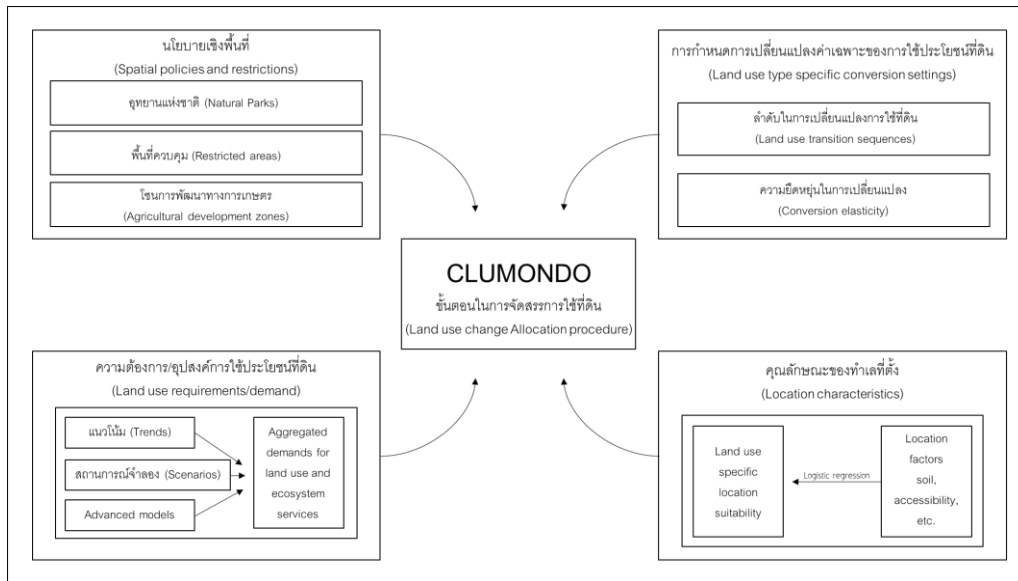 นโยบายเชิงพื้นที่
(Spatial policies and restrictions)
อุทยานแห่งชาติ (Natural Parks)
พื้นที่ควบคุม (Restricted areas)
โซนการพัฒนาทางการเกษตร
(Agricultural development zones)
การกำหนดการเปลี่ยนแปลงค่าเฉพาะของการใช้ประโยชน์ที่ดิน
(Land use type specific conversion settings)
ลำดับในการเปลี่ยนแปลงการใช้ที่ดิน
(Land use transition sequences)
ความยืดหยุ่นในการเปลี่ยนแปลง
(Conversion elasticity)
CLUMONDO
ขั้นตอนในการจัดสรรการใช้ที่ดิน
(Land use change Allocation procedure)
ความต้องการ/อุปสงค์การใช้ประโยชน์ที่ดิน
(Land use requirements/demand)
แนวโน้ม (Trends)
สถานการณ์จำลอง (Scenarios)
Advanced models
Aggregated
demands for
land use and
ecosystem
services
คุณลักษณะของทำเลที่ตั้ง
(Location characteristics)
Land use
specific
location
suitability
Logistic regression
Location
factors
soil,
accessibility,
etc.